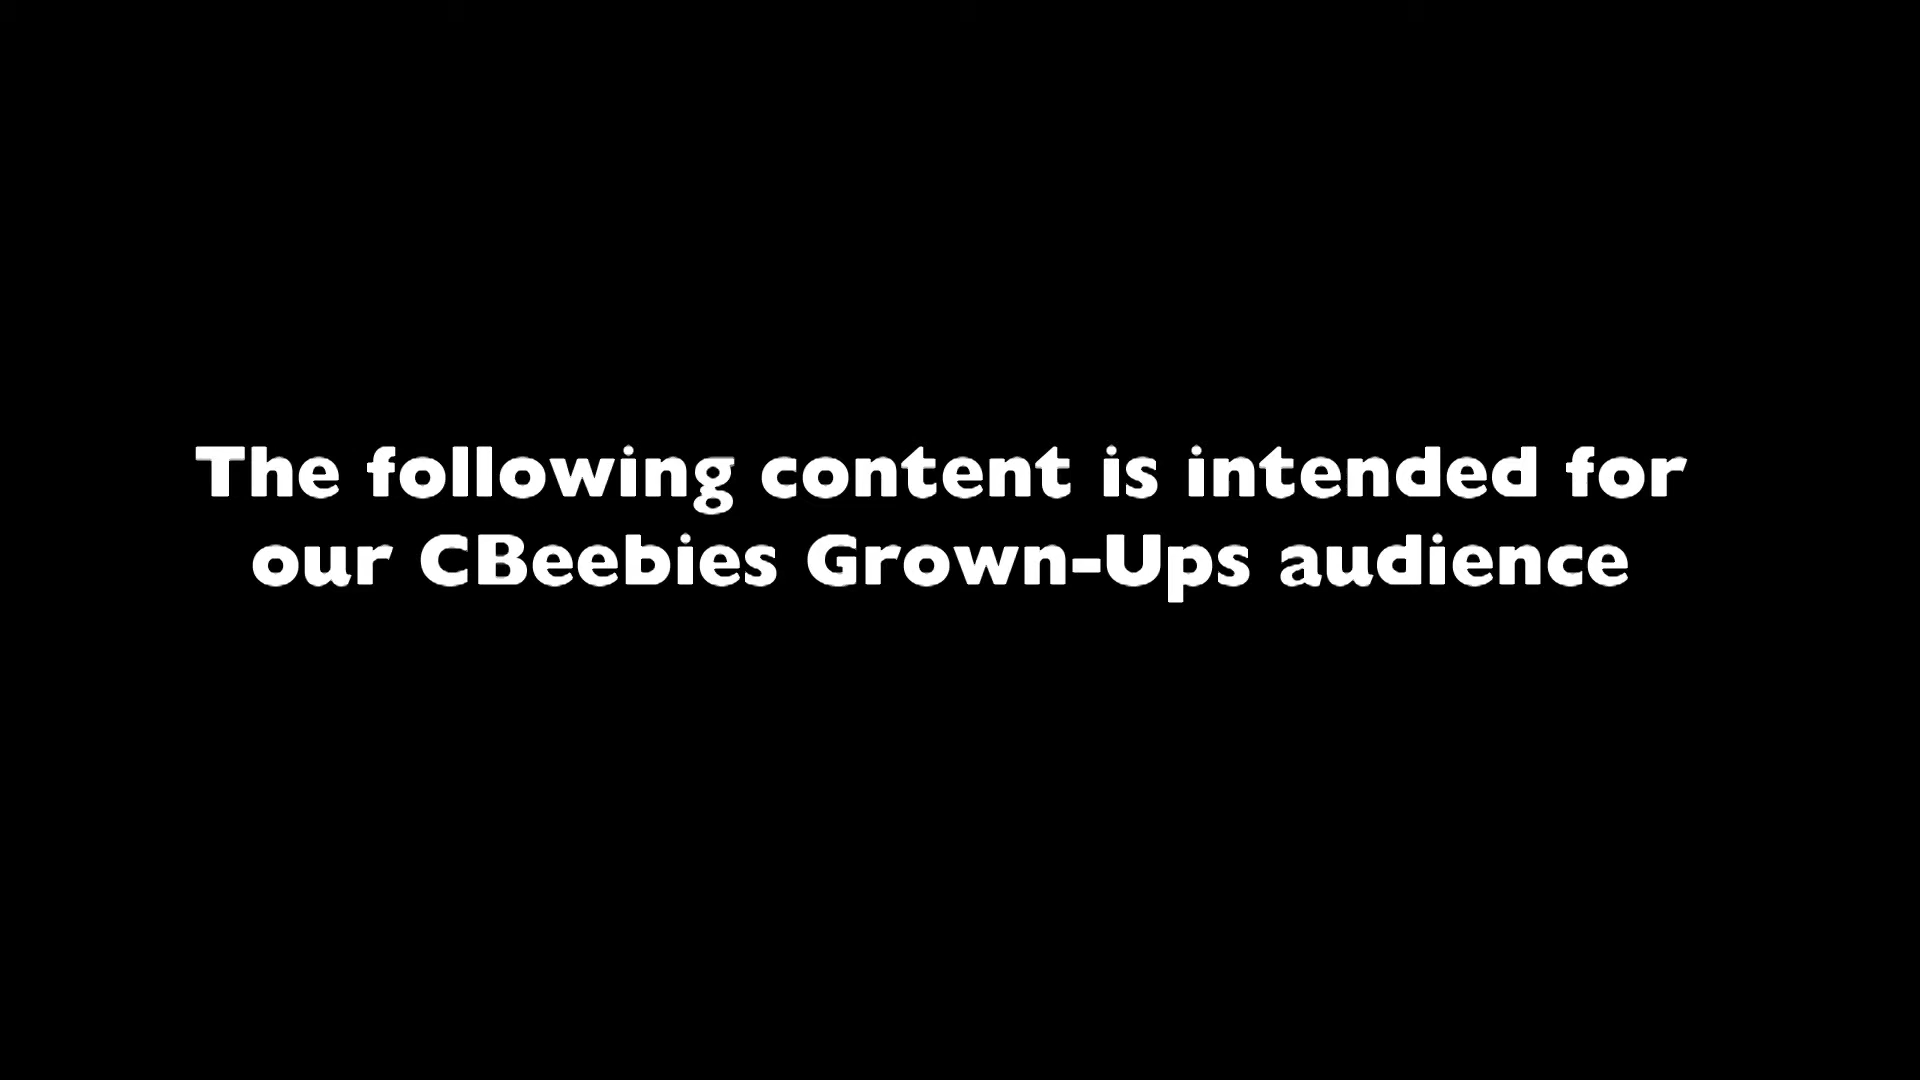 The following content is intended for
our CBeebies Grown-Ups audience